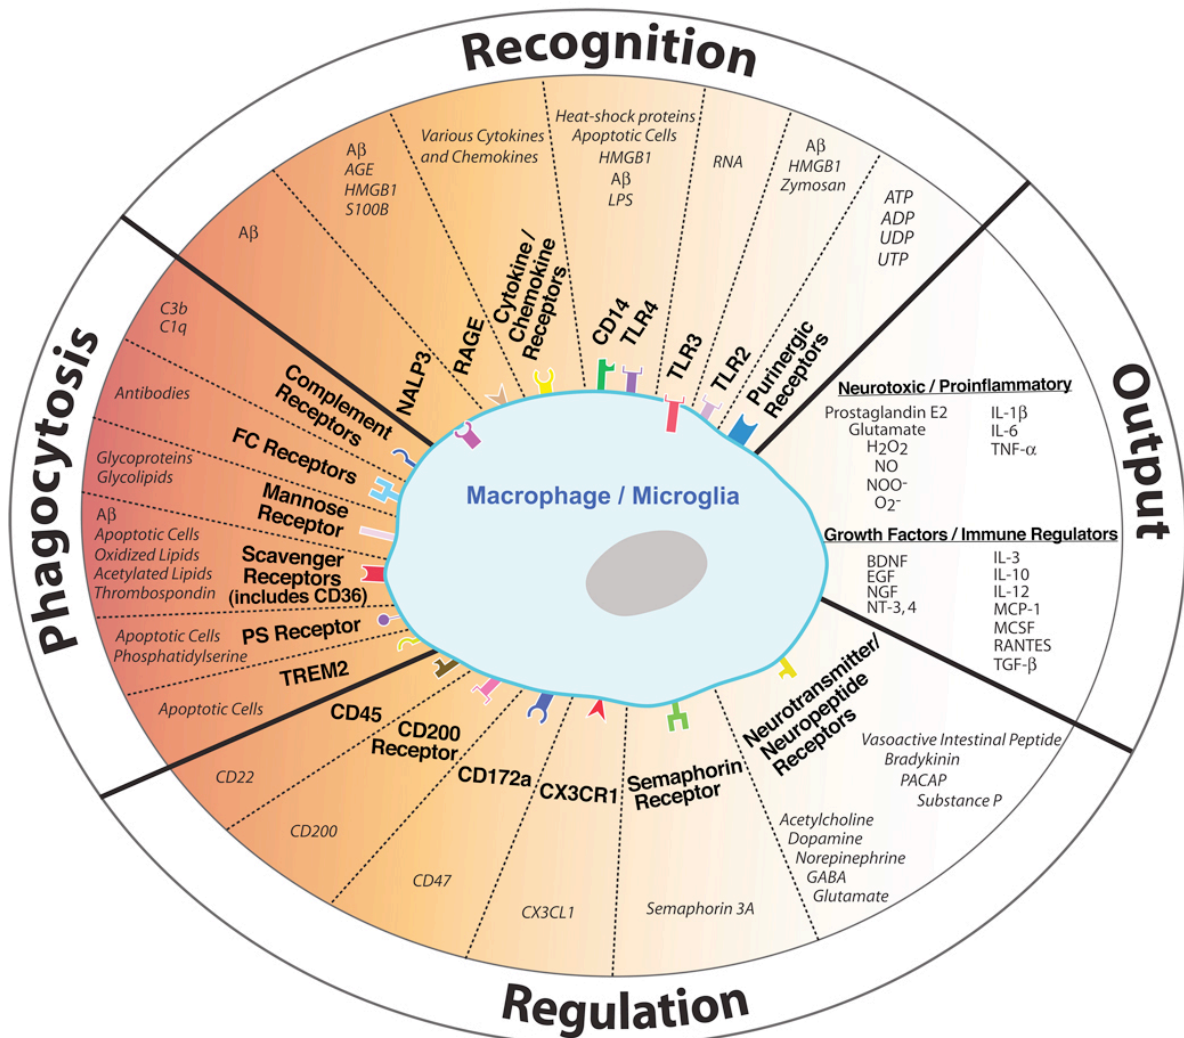 Recognition
Heat-shock proteins
Apoptotic Cells
HMGB1
Aβ
LPS
Various Cytokines
and Chemokines
Aβ
AGE
HMGB1
S100B
Aβ
RNA
Aβ
HMGB1
Zymosan
ATP
ADP
UDP
UTP
NALP3
RAGE
Cytokine /
Chemokine
Receptors
CD14
TLR4
TLR3
TLR2
Purinergic
Receptors
Phagocytosis
C3b
C1q
Complement
Receptors
Antibodies
FC Receptors
Glycoproteins
Glycolipids
Mannose
Receptor
Aβ
Apoptotic Cells
Oxidized Lipids
Acetylated Lipids
Thrombospondin
Scavenger
Receptors
(includes CD36)
Apoptotic Cells
Phosphatidylserine
PS Receptor
Apoptotic Cells
TREM2
Macrophage / Microglia
Output
Neurotoxic / Proinflammatory
Prostaglandin E2
Glutamate
H2O2
NO
NOO-
O2-
IL-1β
IL-6
TNF-α
Growth Factors / Immune Regulators
BDNF
EGF
NGF
NT-3, 4
IL-3
IL-10
IL-12
MCP-1
MCSF
RANTES
TGF-β
CD45
CD200
Receptor
CD172a
CX3CR1
Semaphorin
Receptor
Neurotransmitter/
Neuropeptide
Receptors
CD22
CD200
CD47
CX3CL1
Semaphorin 3A
Vasoactive Intestinal Peptide
Bradykinin
PACAP
Substance P
Acetylcholine
Dopamine
Norepinephrine
GABA
Glutamate
Regulation